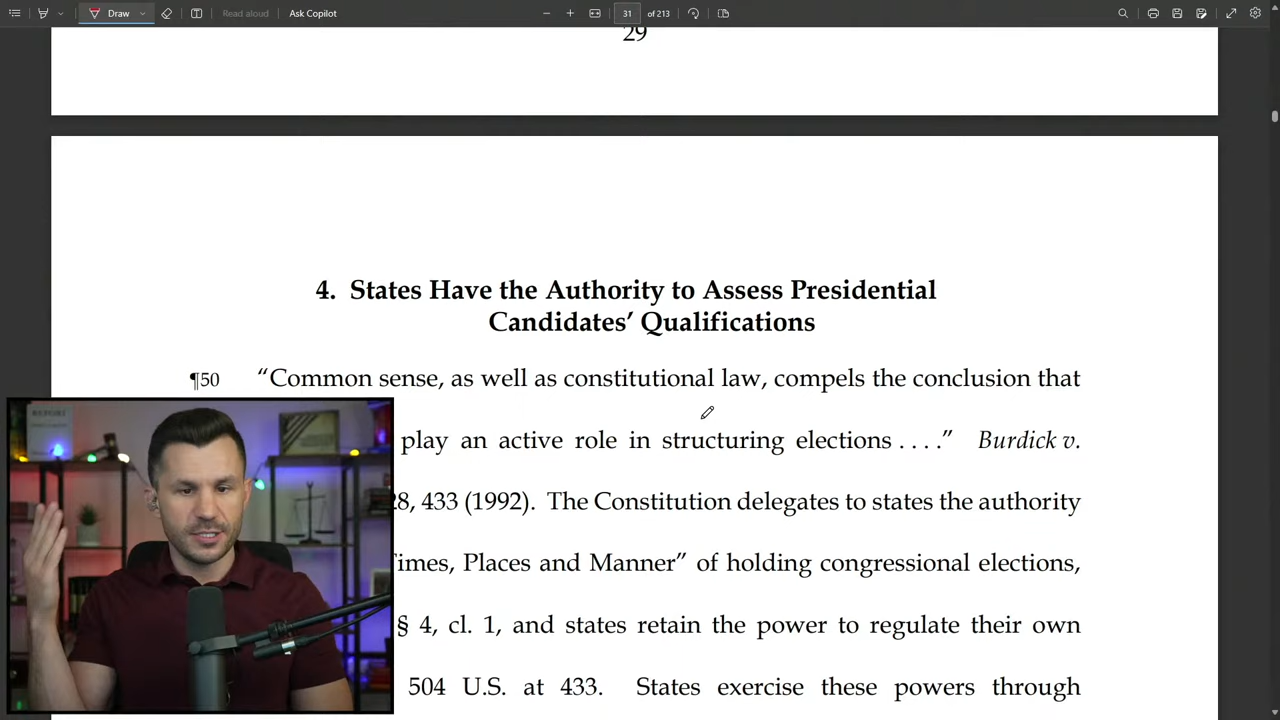 Draw
Read aloud
Ask Copilot
31 of 213
29
4. States Have the Authority to Assess Presidential
Candidates’ Qualifications
¶50 “Common sense, as well as constitutional law, compels the conclusion that
play an active role in structuring elections . . . .” Burdick v.
28, 433 (1992). The Constitution delegates to states the authority
Times, Places and Manner” of holding congressional elections,
§ 4, cl. 1, and states retain the power to regulate their own
504 U.S. at 433. States exercise these powers through